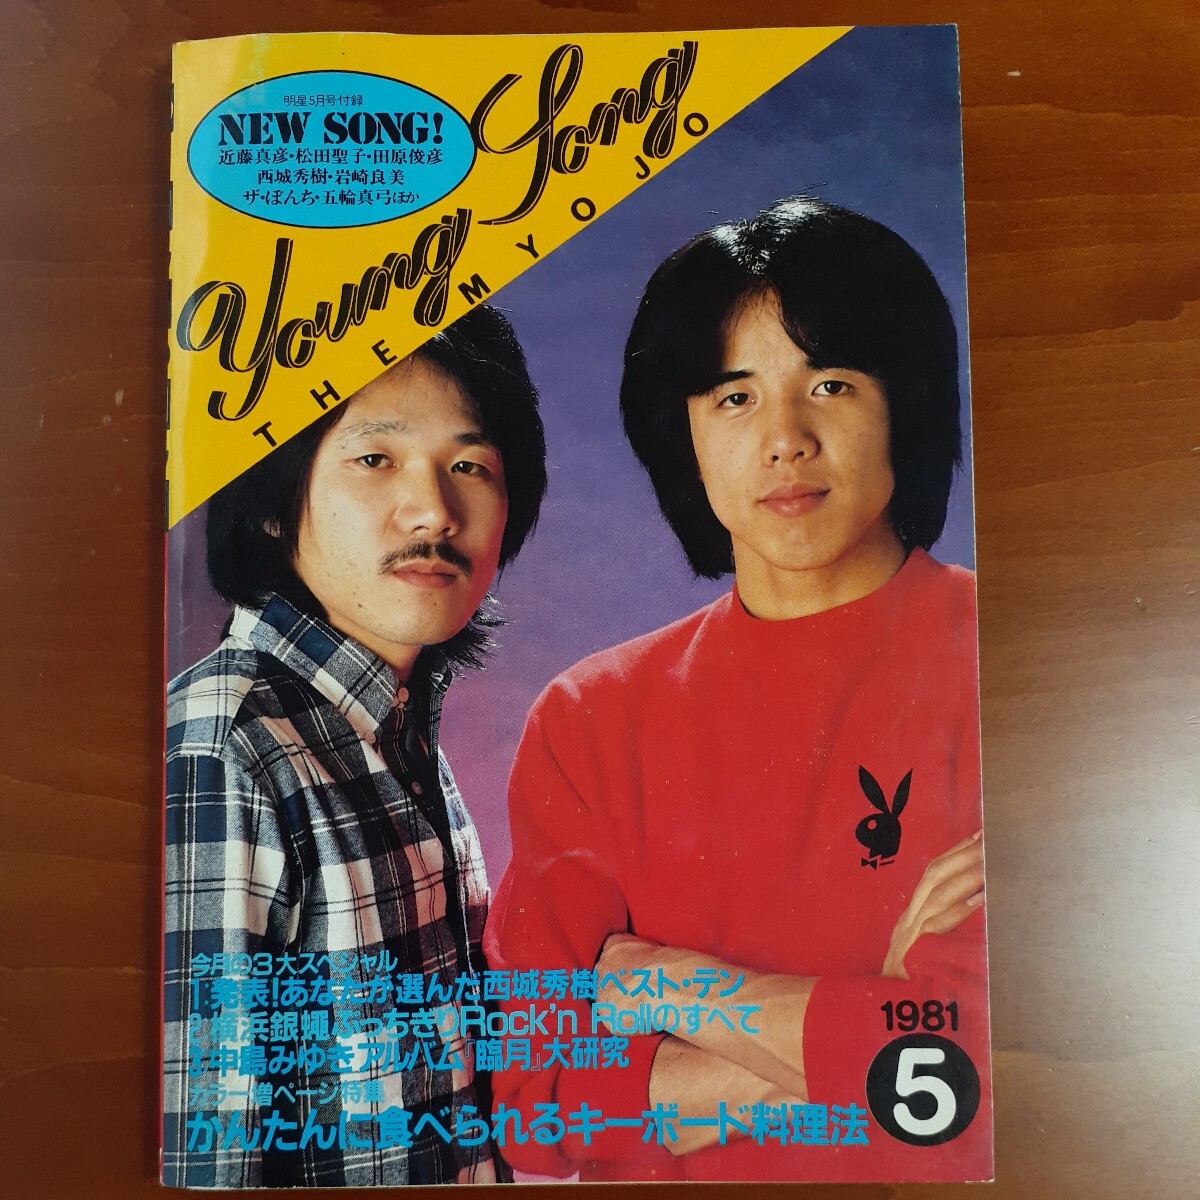 明星5月号付録
NEW SONG!
近藤真彦・松田聖子・田原俊彦
西城秀樹・岩崎良美
ザ・ぼんち・五輪真弓ほか
Young Song
THE MYOJO
今月の3大スペシャル
1.発表!あなたが選んだ西城秀樹ベスト・テン
2.横浜銀蠅ぶっちぎりRock'n Rollのすべて
3.中島みゆきアルバム『臨月』大研究
カラー増ページ特集
かんたんに食べられるキーボード料理法
1981
5